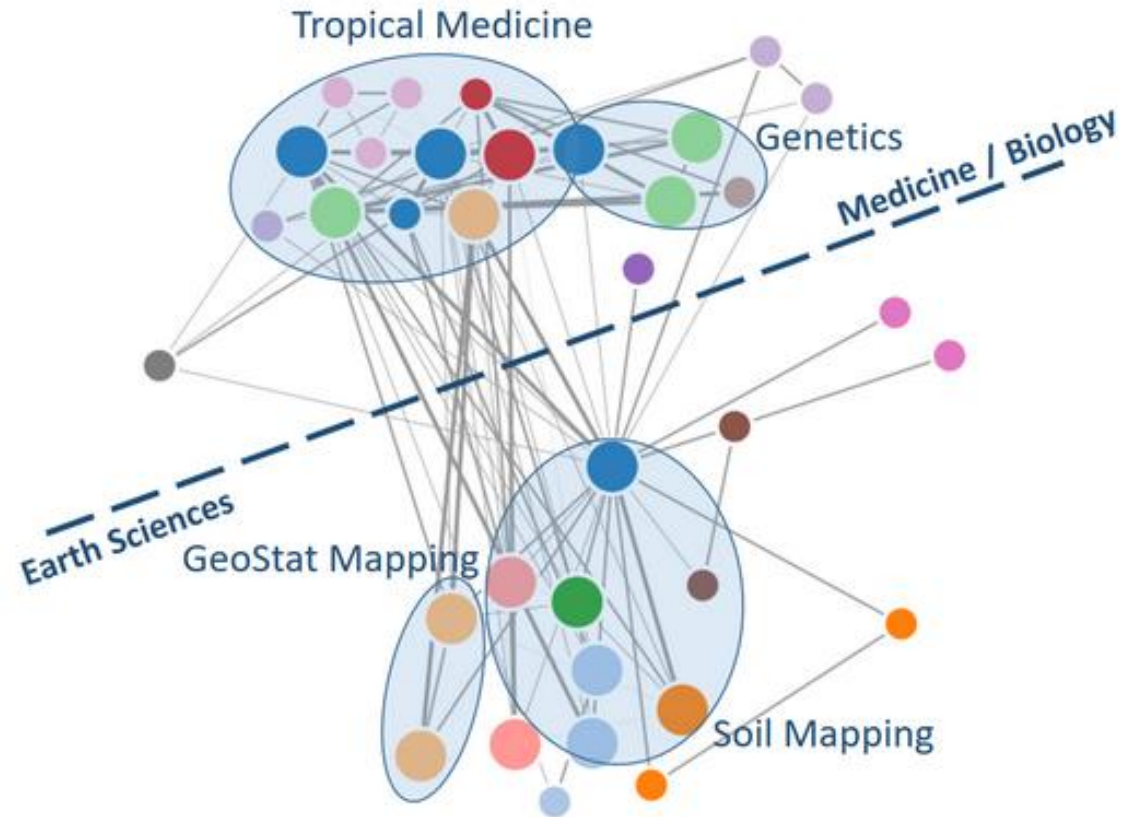 Tropical Medicine
Genetics
Medicine / Biology
Earth Sciences
GeoStat Mapping
Soil Mapping